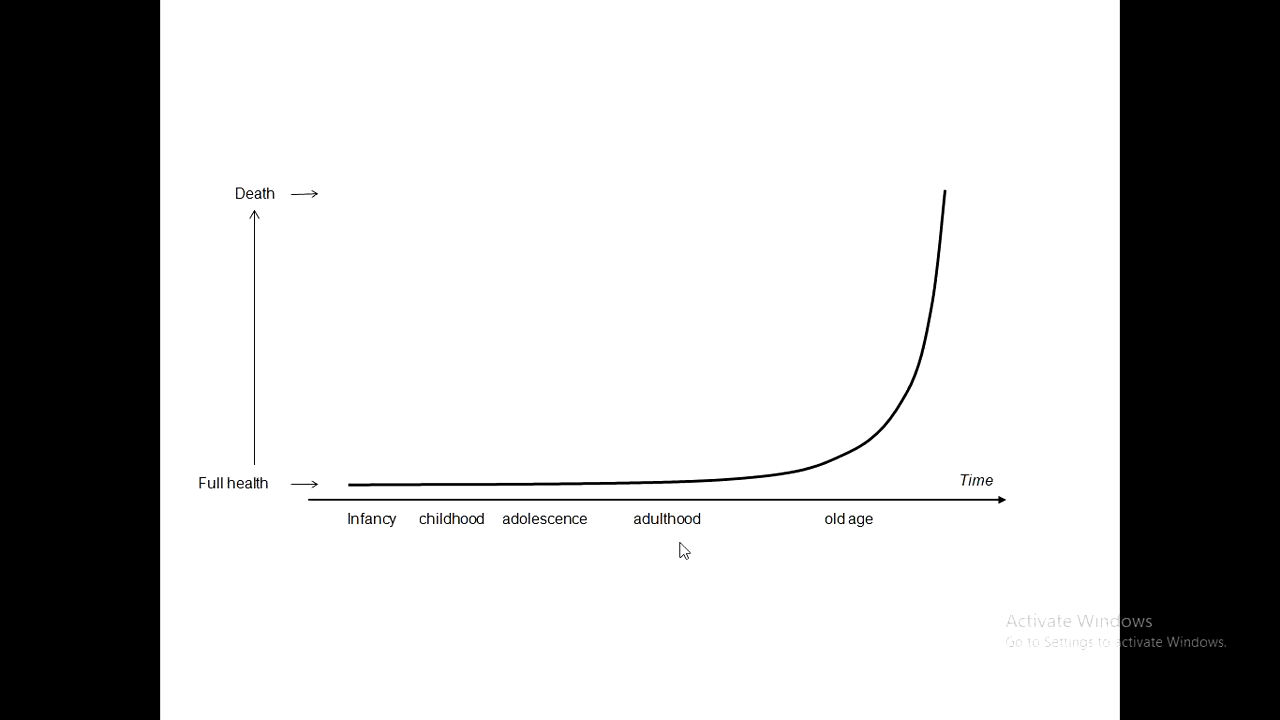 Death
Full health
Time
Infancy childhood adolescence adulthood old age
Activate Windows
Go to Settings to activate Windows.